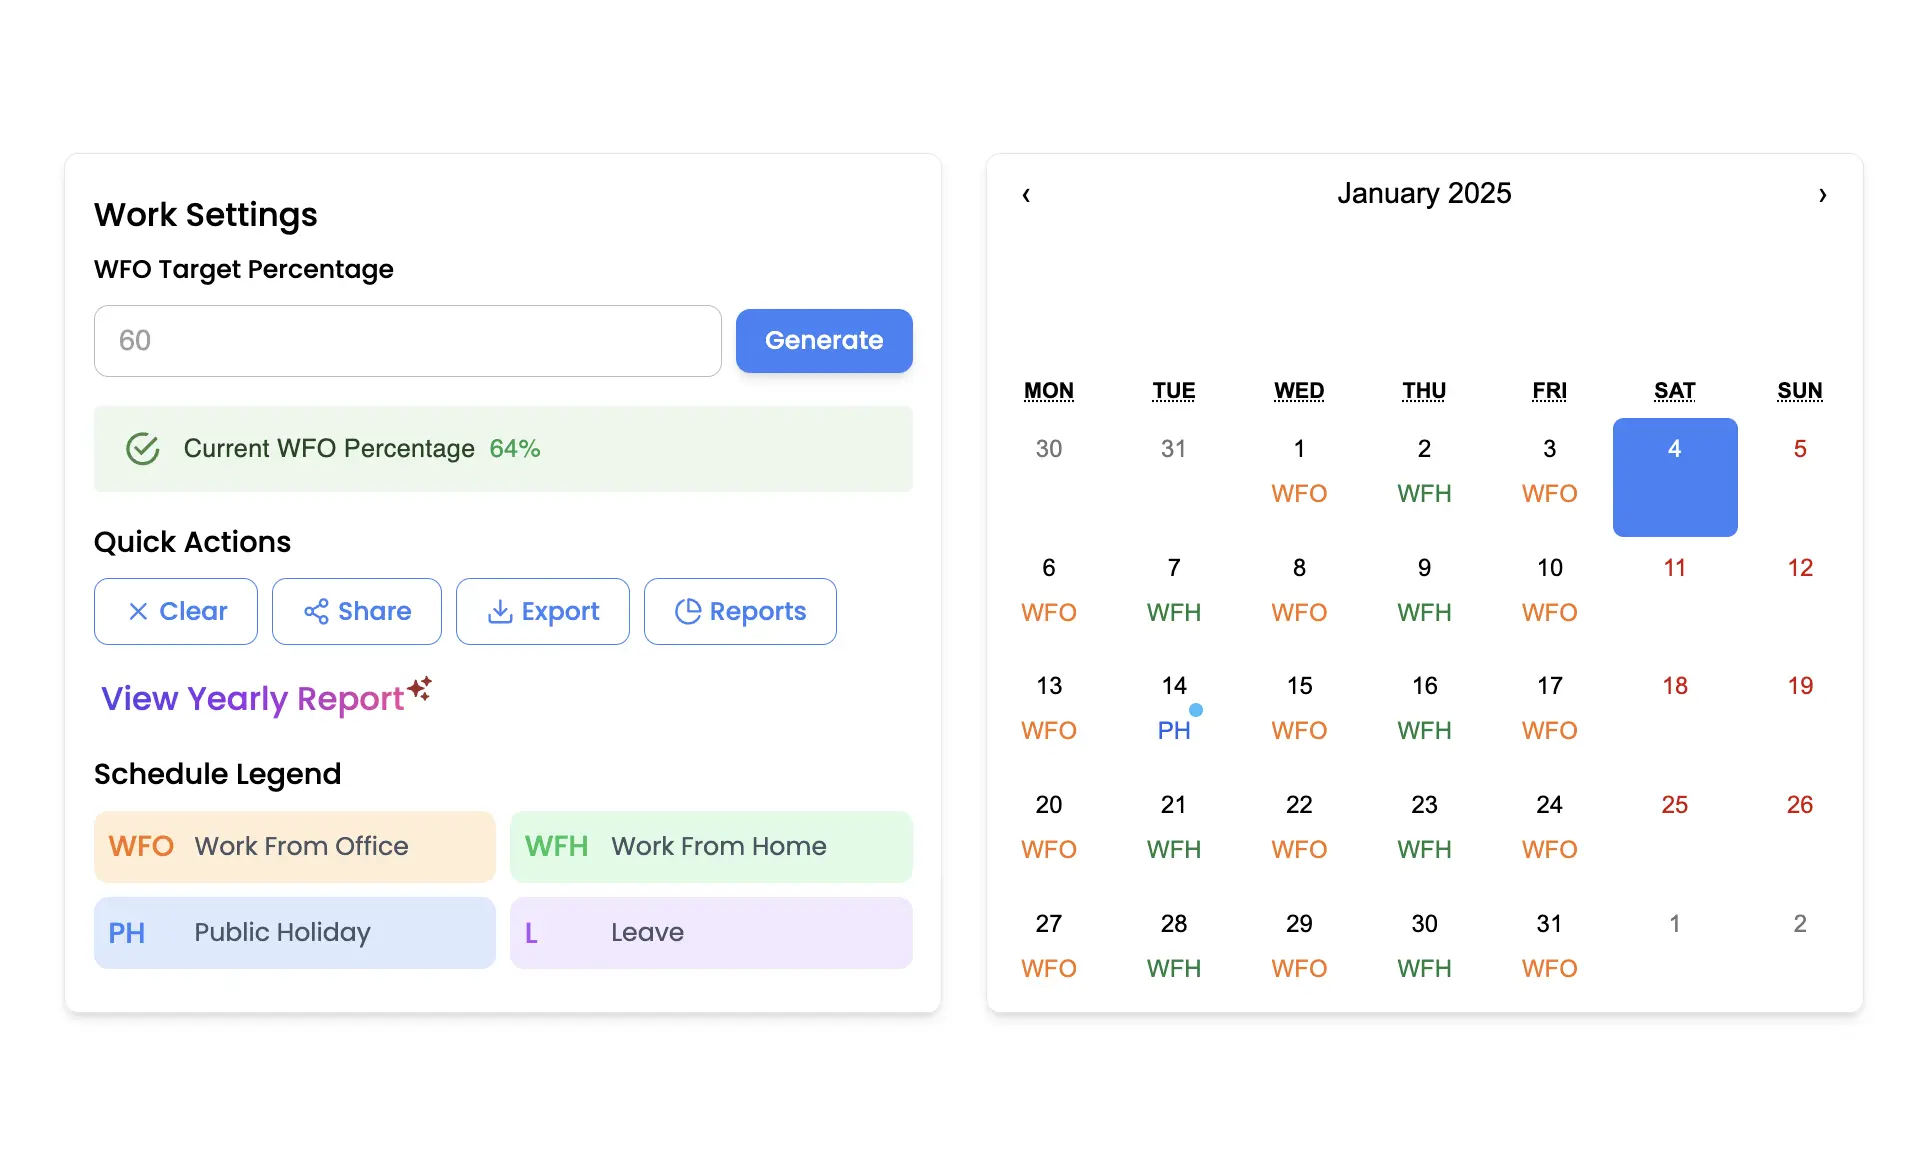 Work Settings
WFO Target Percentage
60
Generate
Current WFO Percentage 64%
Quick Actions
Clear
Share
Export
Reports
View Yearly Report
Schedule Legend
WFO Work From Office
WFH Work From Home
PH Public Holiday
L Leave
‹ January 2025 ›
MON TUE WED THU FRI SAT SUN
30 31 1 2 3 4 5
WFO WFH WFO
6 7 8 9 10 11 12
WFO WFH WFO WFH WFO
13 14 15 16 17 18 19
WFO PH WFO WFH WFO
20 21 22 23 24 25 26
WFO WFH WFO WFH WFO
27 28 29 30 31 1 2
WFO WFH WFO WFH WFO